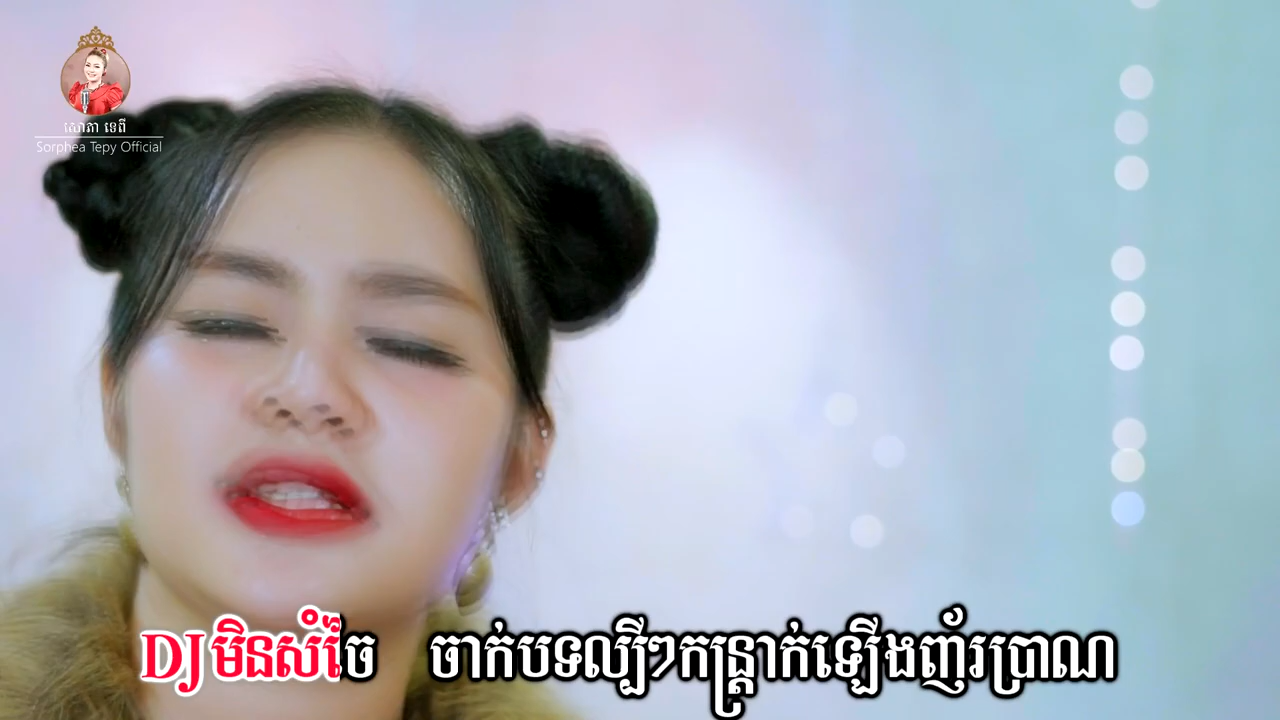 សោភា ទេពី
Sorphea Tepy Official
DJ មិនសំចៃ ចាក់បទល្បីៗកន្ត្រាក់ឡើងញ័រប្រាណ